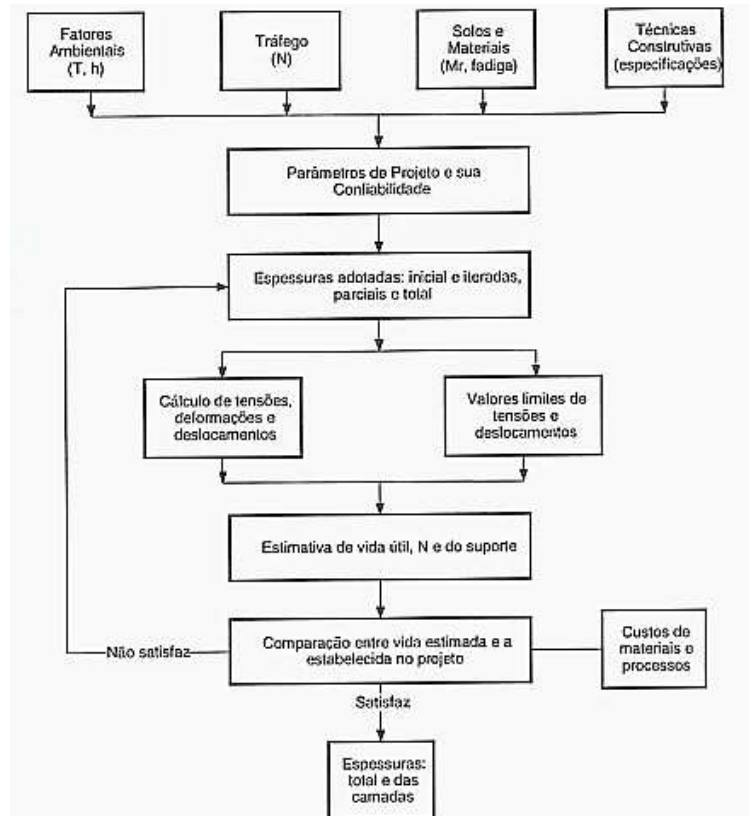 Fatores
Ambientais
(T, h)
Tráfego
(N)
Solos e
Materiais
(Mr, fadiga)
Técnicas
Construtivas
(especificações)
Parâmetros de Projeto e sua
Confiabilidade
Espessuras adotadas: inicial e iteradas,
parciais e total
Cálculo de tensões,
deformações e
deslocamentos
Valores limites de
tensões e
deslocamentos
Estimativa de vida útil, N e do suporte
Comparação entre vida estimada e a
estabelecida no projeto
Não satisfaz
Custos de
materiais e
processos
Satisfaz
Espessuras:
total e das
camadas